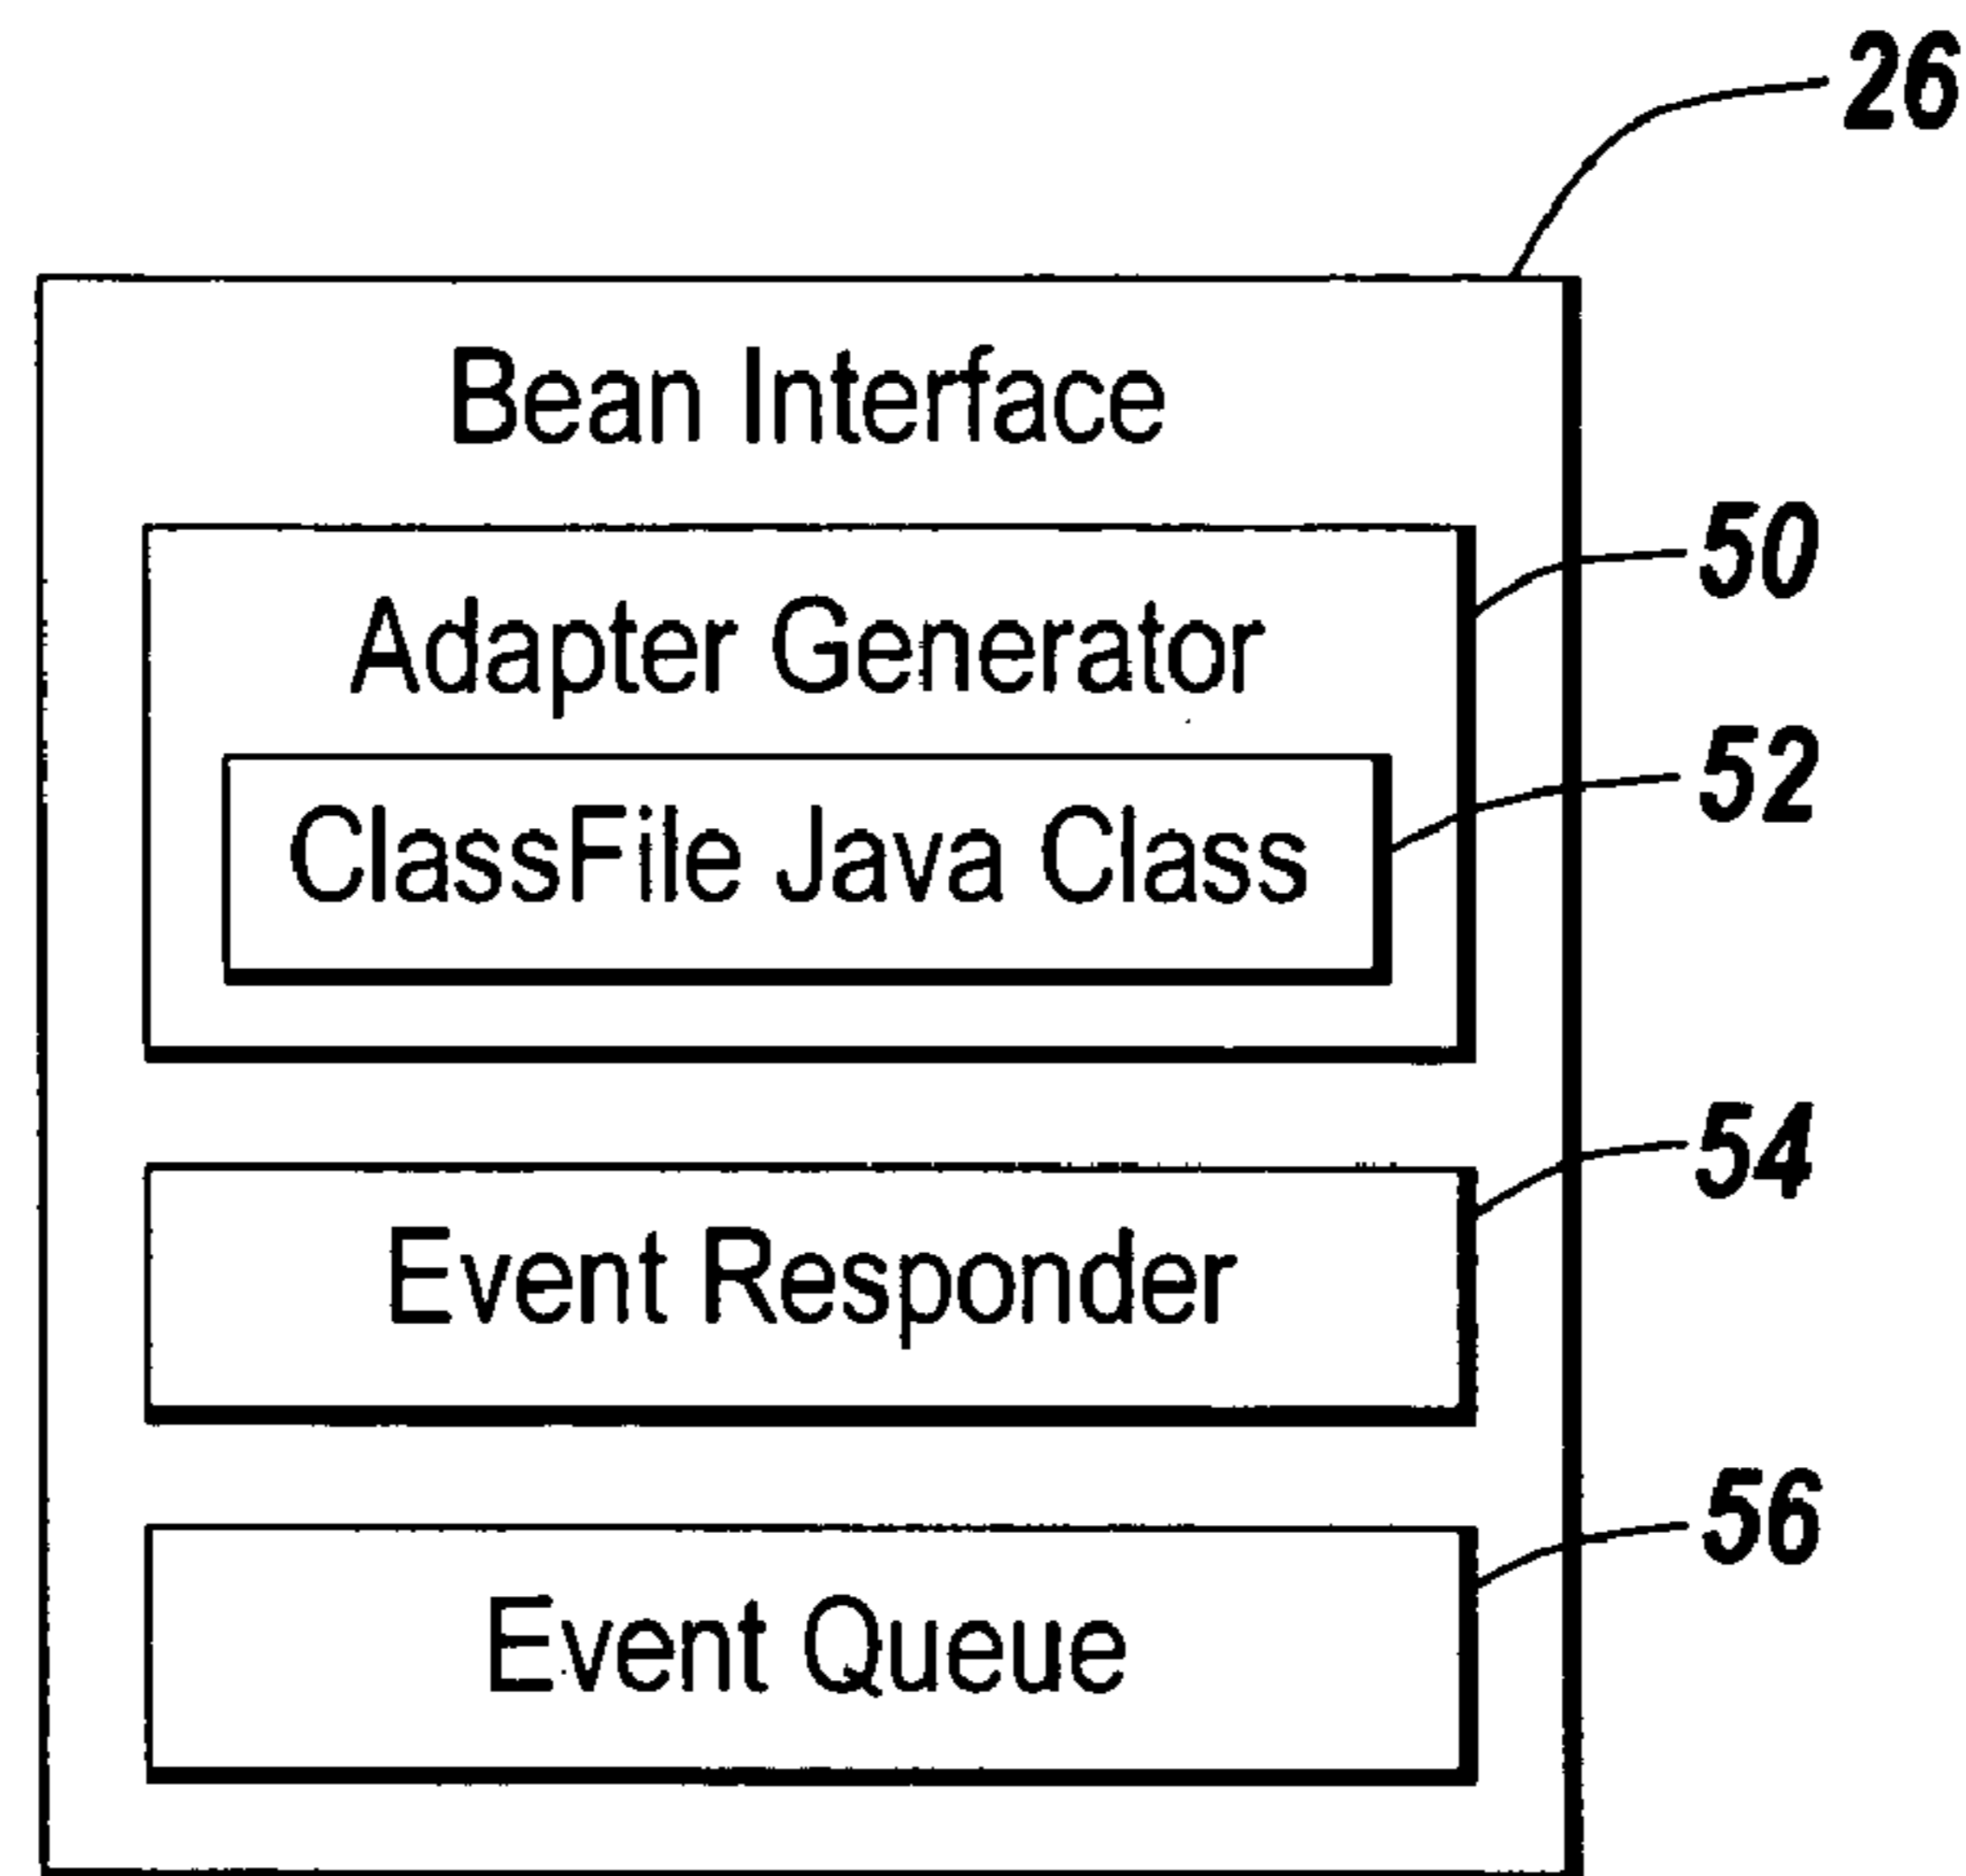 26
Bean Interface
50
Adapter Generator
52
ClassFile Java Class
54
Event Responder
56
Event Queue